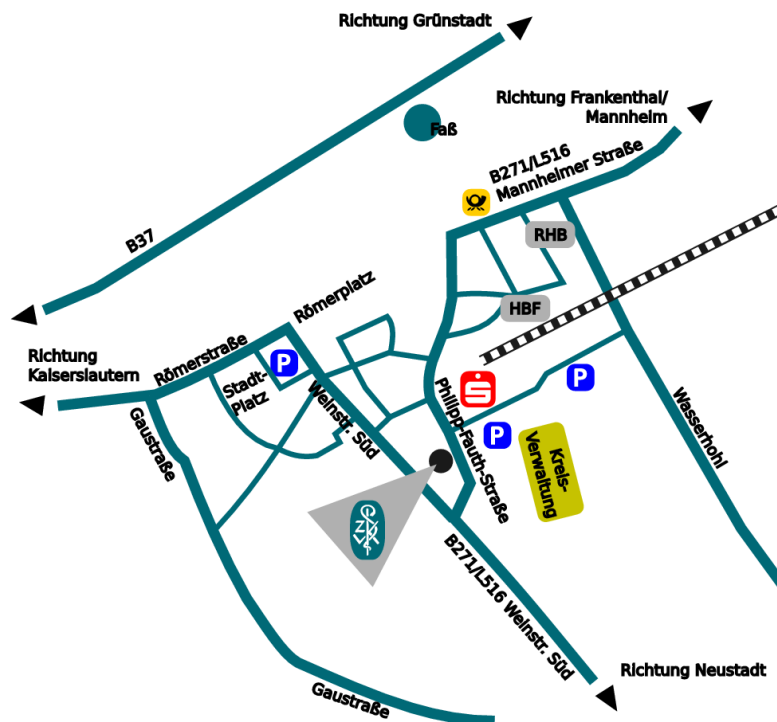 Richtung Grünstadt
Richtung Frankenthal/
Mannheim
Faß
B271/L516
Mannheimer Straße
B37
RHB
HBF
Römerplatz
Römerstraße
Richtung
Kaiserslautern
P
Stadt-
Platz
Weinstr. Süd
Gaustraße
P
P
Philipp-Fauth-Straße
Kreis-
Verwaltung
Wasserhohl
B271/L516 Weinstr. Süd
Richtung Neustadt
Gaustraße